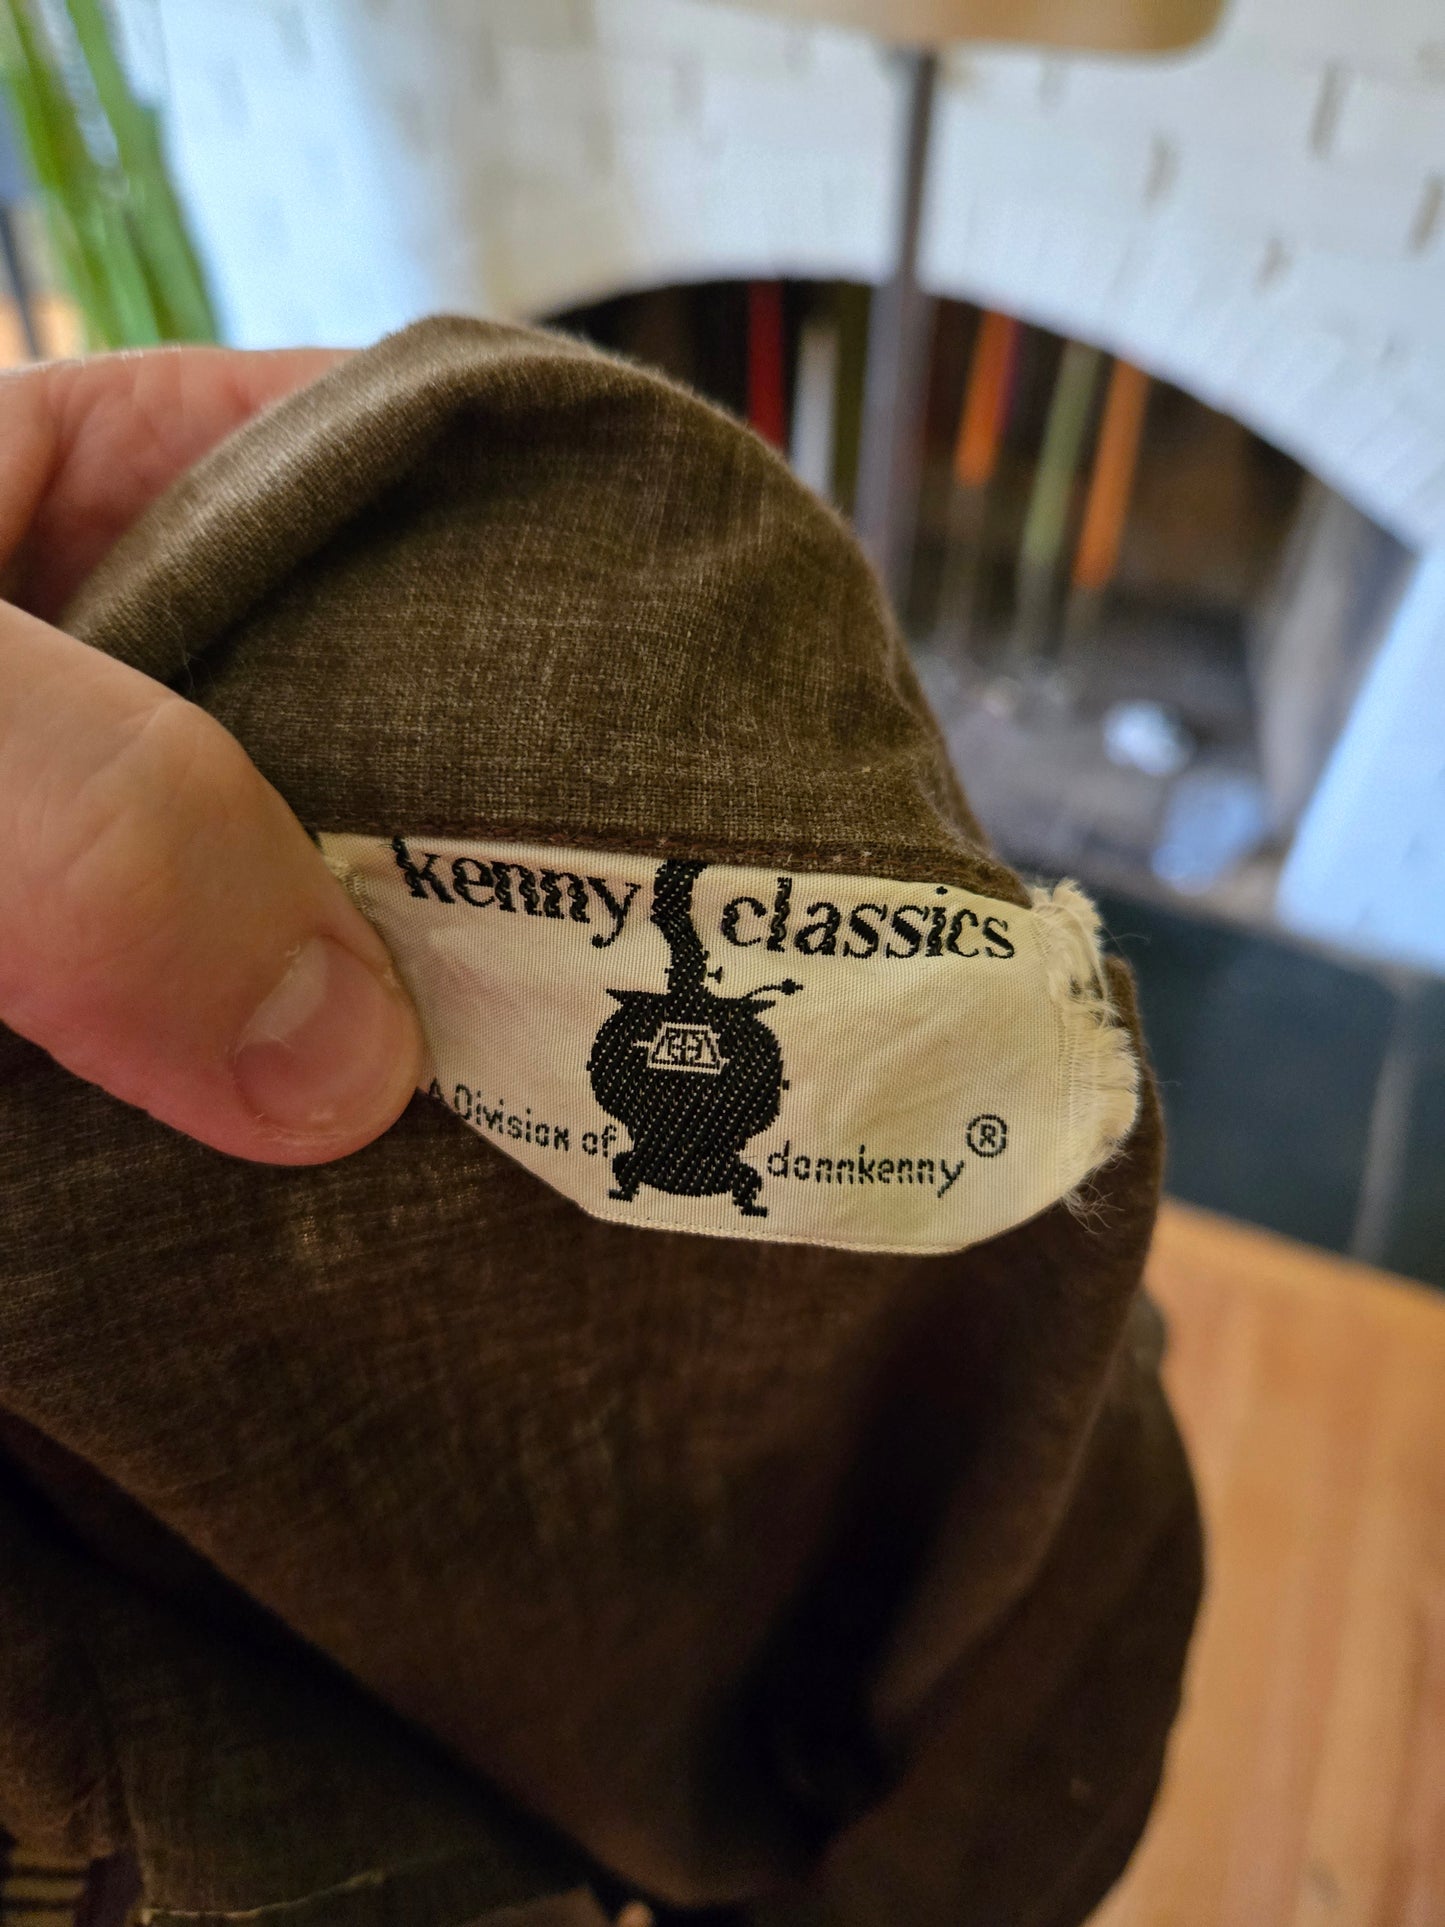 kenny classics
A Division of donnkenny ®